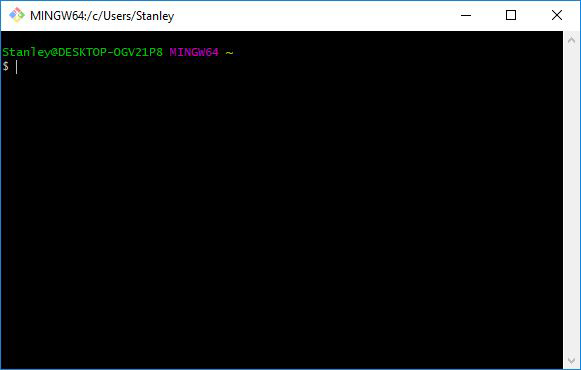 MINGW64:/c/Users/Stanley
Stanley@DESKTOP-OGV21P8 MINGW64 ~
$